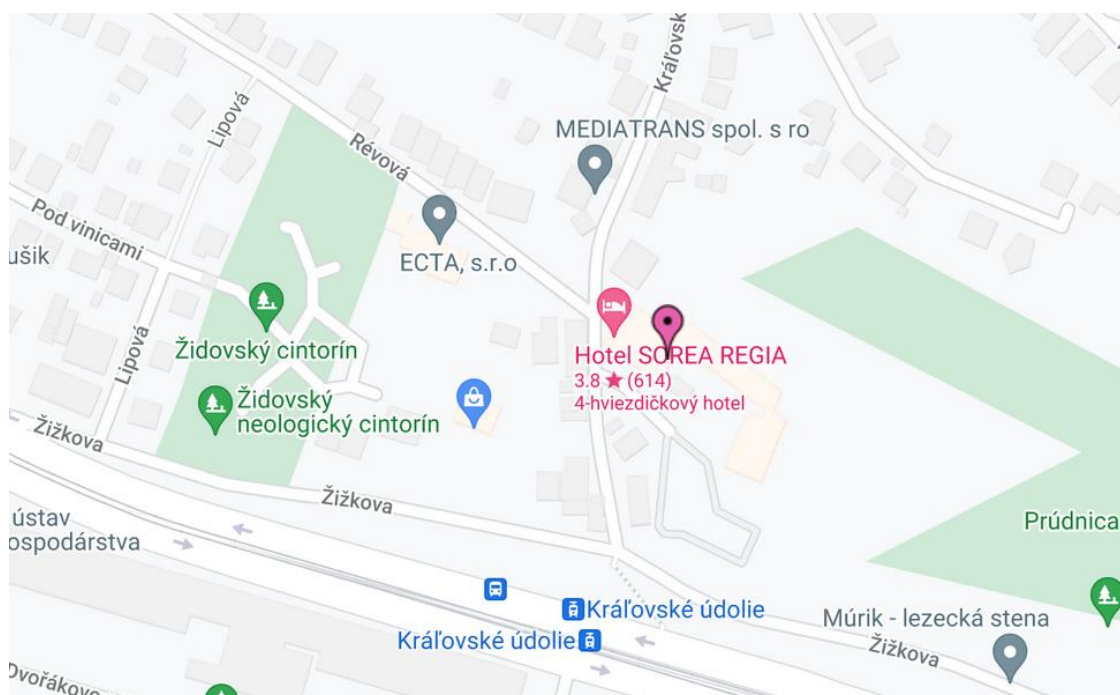 Kráľovsk
MEDIATRANS spol. s ro
Lipová
Révová
Pod vinicami
ušik
ECTA, s.r.o
Židovský cintorín
Lipová
Hotel SOREA REGIA
3.8 ★ (614)
4-hviezdičkový hotel
Židovský
neologický cintorín
Žižkova
Žižkova
ústav
ospodárstva
Prúdnica
Kráľovské údolie
Kráľovské údolie
Múrik - lezecká stena
Žižkova
Dvořákovo